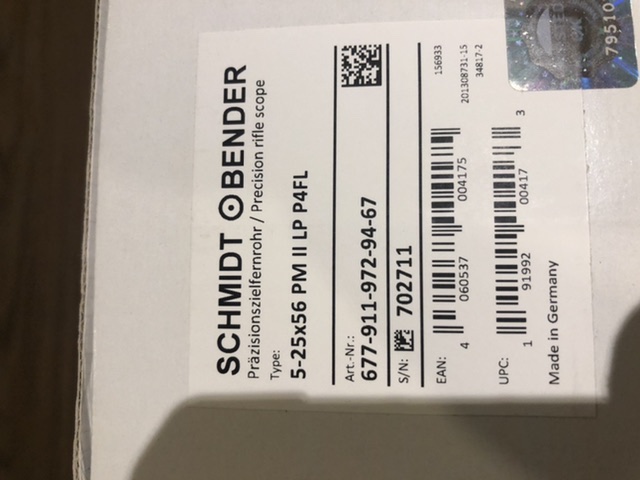 SCHMIDT BENDER
Präzisionszielfernrohr / Precision rifle scope
Type:
5-25x56 PM II LP P4FL
Art.-Nr.:
677-911-972-94-67
S/N: 702711
156933
201308731-15
34817-2
EAN:
4 060537 004175
UPC:
1 91992 00417 3
Made in Germany
79510